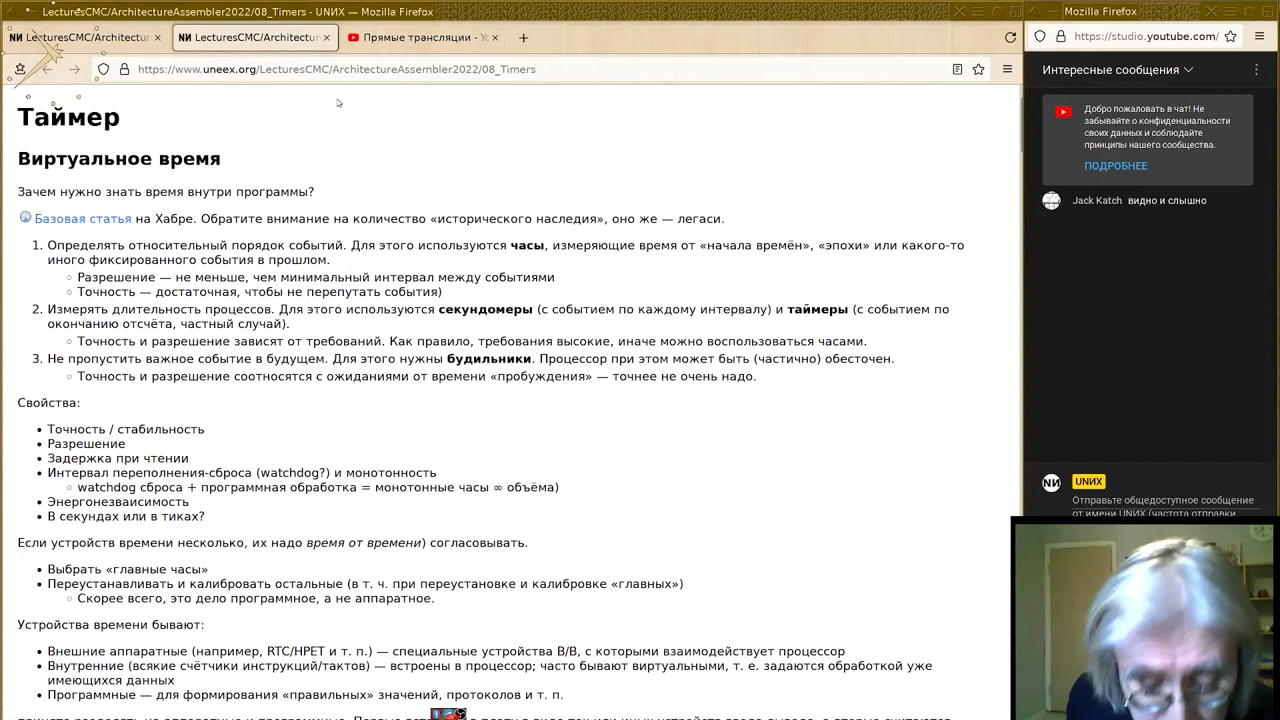 LecturesCMC/ArchitectureAssembler2022/08_Timers - UNИX — Mozilla Firefox
Mozilla Firefox
NИ LecturesCMC/Architectur ×
NИ LecturesCMC/Architectur ×
Прямые трансляции - Yo ×
https://www.uneex.org/LecturesCMC/ArchitectureAssembler2022/08_Timers
https://studio.youtube.com/
Таймер
Виртуальное время
Зачем нужно знать время внутри программы?
Базовая статья на Хабре. Обратите внимание на количество «исторического наследия», оно же — легаси.
1. Определять относительный порядок событий. Для этого используются часы, измеряющие время от «начала времён», «эпохи» или какого-то
иного фиксированного события в прошлом.
Разрешение — не меньше, чем минимальный интервал между событиями
Точность — достаточная, чтобы не перепутать события)
2. Измерять длительность процессов. Для этого используются секундомеры (с событием по каждому интервалу) и таймеры (с событием по
окончанию отсчёта, частный случай).
Точность и разрешение зависят от требований. Как правило, требования высокие, иначе можно воспользоваться часами.
3. Не пропустить важное событие в будущем. Для этого нужны будильники. Процессор при этом может быть (частично) обесточен.
Точность и разрешение соотносятся с ожиданиями от времени «пробуждения» — точнее не очень надо.
Свойства:
• Точность / стабильность
• Разрешение
• Задержка при чтении
• Интервал переполнения-сброса (watchdog?) и монотонность
watchdog сброса + программная обработка = монотонные часы ∞ объёма)
• Энергонезваисимость
• В секундах или в тиках?
Если устройств времени несколько, их надо время от времени) согласовывать.
• Выбрать «главные часы»
• Переустанавливать и калибровать остальные (в т. ч. при переустановке и калибровке «главных»)
Скорее всего, это дело программное, а не аппаратное.
Устройства времени бывают:
• Внешние аппаратные (например, RTC/HPET и т. п.) — специальные устройства В/В, с которыми взаимодействует процессор
• Внутренние (всякие счётчики инструкций/тактов) — встроены в процессор; часто бывают виртуальными, т. е. задаются обработкой уже
имеющихся данных
• Программные — для формирования «правильных» значений, протоколов и т. п.
Интересные сообщения
Добро пожаловать в чат! Не
забывайте о конфиденциальности
своих данных и соблюдайте
принципы нашего сообщества.
ПОДРОБНЕЕ
Jack Katch видно и слышно
NИ UNИX
Отправьте общедоступное сообщение
от имени UNИX (частота отправки